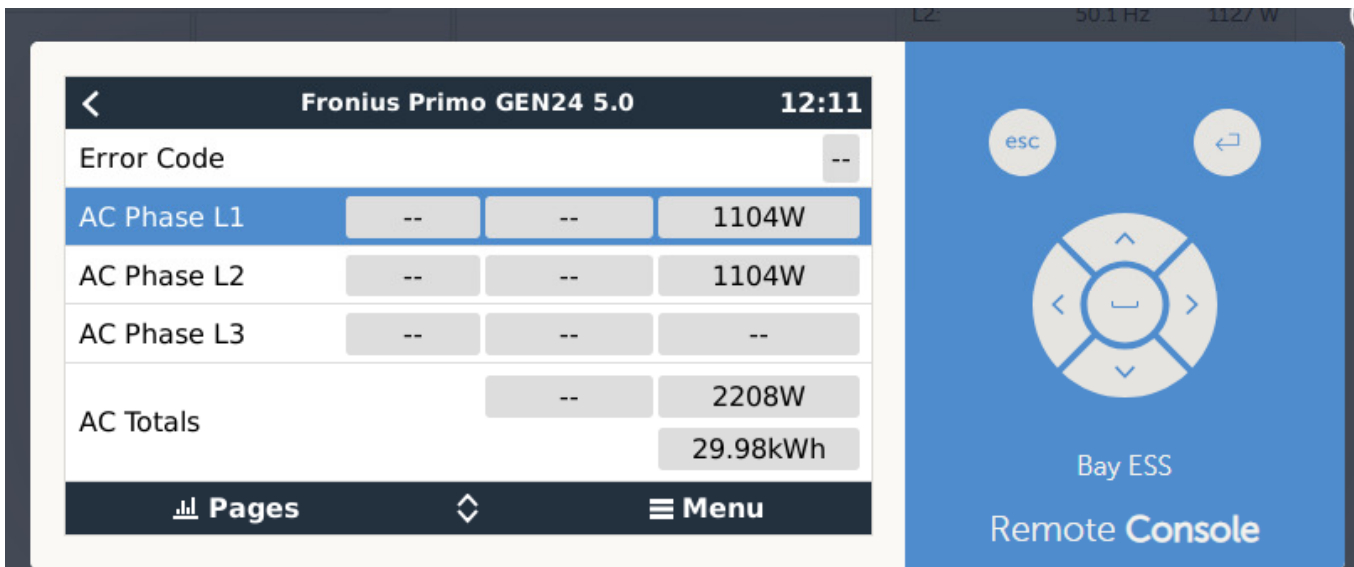 L2: 50.1 Hz 1127 W
Fronius Primo GEN24 5.0 12:11
Error Code --
AC Phase L1 -- -- 1104W
AC Phase L2 -- -- 1104W
AC Phase L3 -- -- --
AC Totals -- 2208W
29.98kWh
Pages Menu
esc
Bay ESS
Remote Console